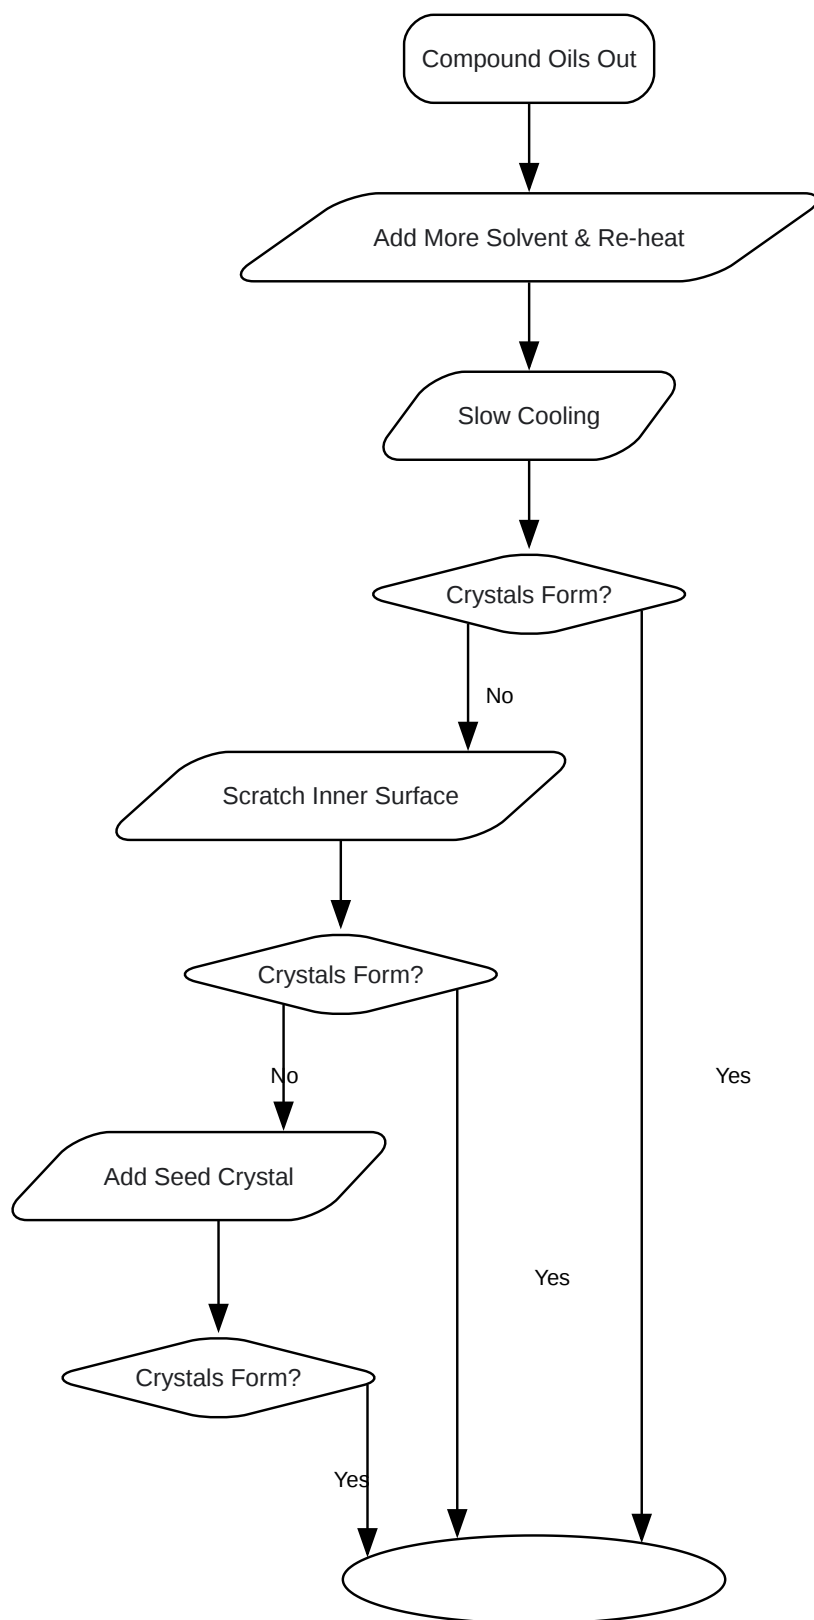 Compound Oils Out
Add More Solvent & Re-heat
Slow Cooling
Crystals Form?
No
Scratch Inner Surface
Crystals Form?
No
Yes
Add Seed Crystal
Yes
Crystals Form?
Yes